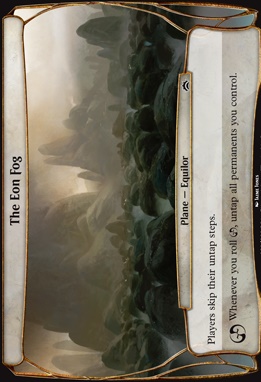 The Eon Fog
Plane — Equilor
Players skip their untap steps.
Whenever you roll , untap all permanents you control.